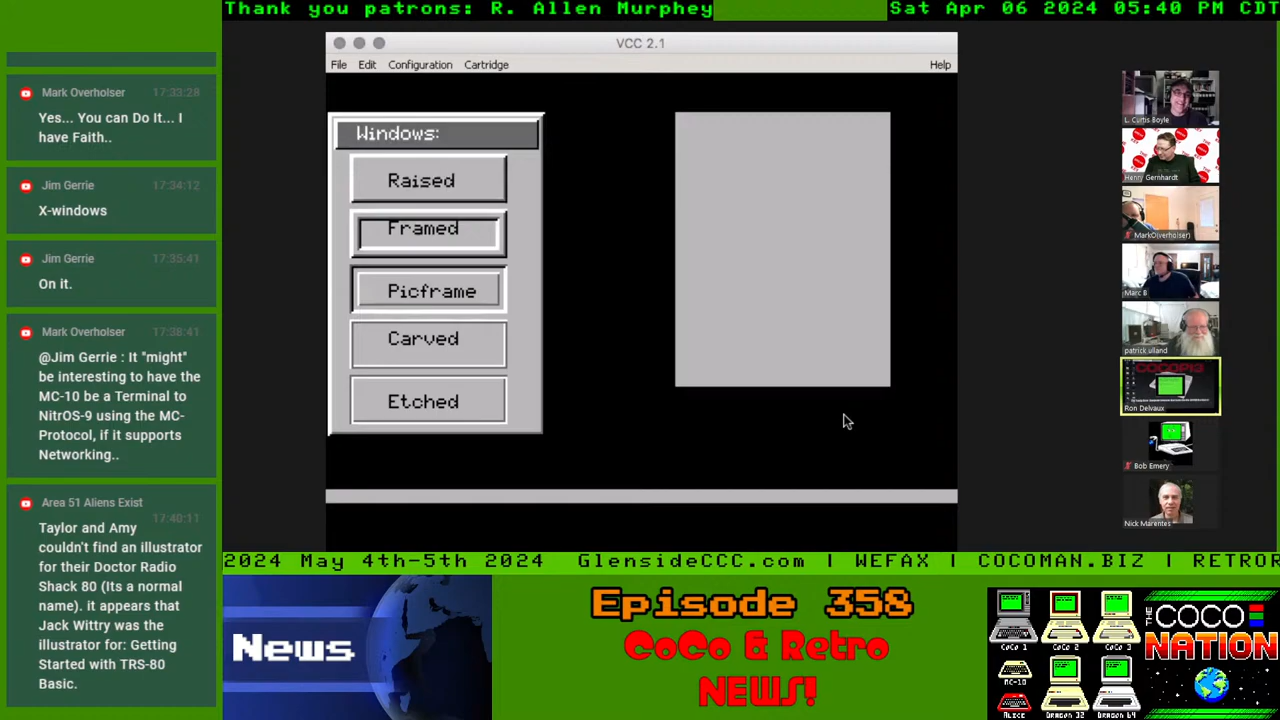 Thank you patrons: R. Allen Murphey
Sat Apr 06 2024 05:40 PM CDT
Mark Overholser 17:33:28
Yes... You can Do It... I
have Faith..
Jim Gerrie 17:34:12
X-windows
Jim Gerrie 17:35:41
On it.
Mark Overholser 17:38:41
@Jim Gerrie : It "might"
be interesting to have the
MC-10 be a Terminal to
NitrOS-9 using the MC-
Protocol, if it supports
Networking..
Area 51 Aliens Exist
17:40:11
Taylor and Amy
couldn't find an illustrator
for their Doctor Radio
Shack 80 (Its a normal
name). it appears that
Jack Wittry was the
illustrator for: Getting
Started with TRS-80
Basic.
VCC 2.1
File Edit Configuration Cartridge Help
Windows:
Raised
Framed
Picframe
Carved
Etched
L. Curtis Boyle
Henry Gernhardt
MarkO(verholser)
Marc B
patrick ulland
COCOPI3
Ron Delvaux
Bob Emery
Nick Marentes
2024 May 4th-5th 2024 GlensideCCC.com | WEFAX | COCOMAN.BIZ | RETROR
News
Episode 358
CoCo & Retro
NEWS!
CoCo 1 CoCo 2 CoCo 3
MC-10
ALICE DRAGON 32 DRAGON 64
THE COCO
NATION